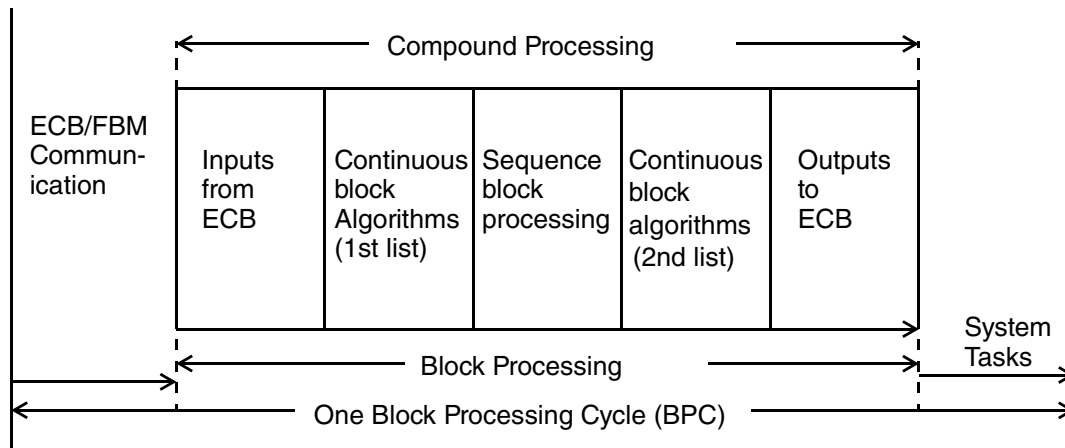 Compound Processing
ECB/FBM
Commun-
ication
Inputs
from
ECB
Continuous
block
Algorithms
(1st list)
Sequence
block
processing
Continuous
block
algorithms
(2nd list)
Outputs
to
ECB
System
Tasks
Block Processing
One Block Processing Cycle (BPC)